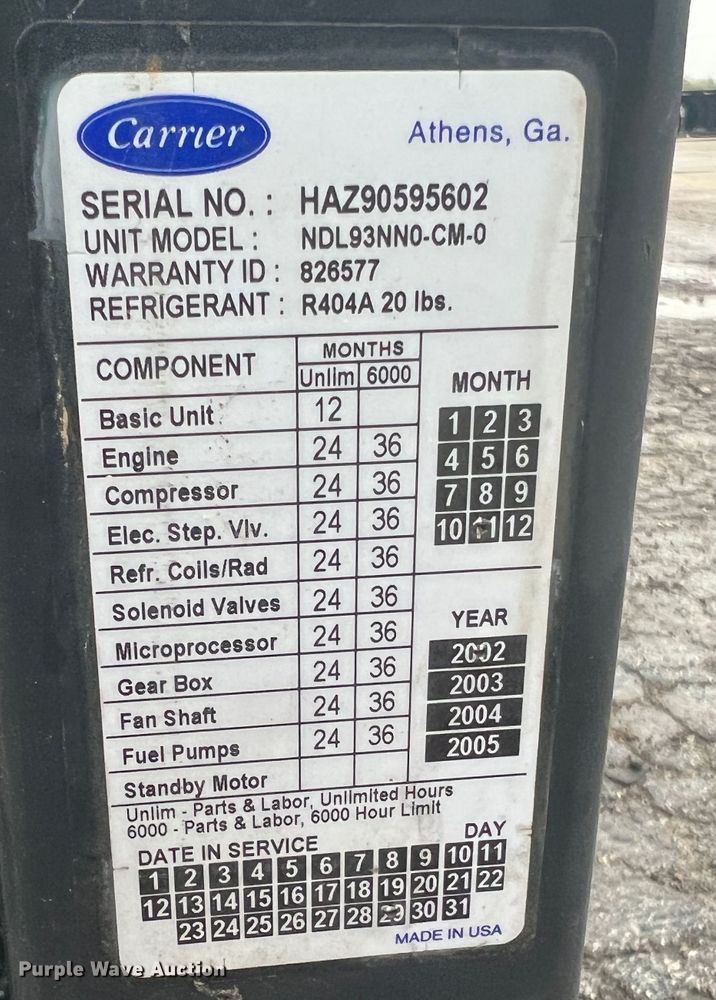 Carrier
Athens, Ga.
SERIAL NO. : HAZ90595602
UNIT MODEL : NDL93NN0-CM-0
WARRANTY ID : 826577
REFRIGERANT : R404A 20 lbs.
COMPONENT MONTHS
Unlim 6000
Basic Unit 12
Engine 24 36
Compressor 24 36
Elec. Step. Vlv. 24 36
Refr. Coils/Rad 24 36
Solenoid Valves 24 36
Microprocessor 24 36
Gear Box 24 36
Fan Shaft 24 36
Fuel Pumps 24 36
Standby Motor
MONTH
1 2 3
4 5 6
7 8 9
10 11 12
YEAR
2002
2003
2004
2005
Unlim - Parts & Labor, Unlimited Hours
6000 - Parts & Labor, 6000 Hour Limit
DATE IN SERVICE DAY
1 2 3 4 5 6 7 8 9 10 11
12 13 14 15 16 17 18 19 20 21 22
23 24 25 26 27 28 29 30 31
MADE IN USA
Purple Wave Auction